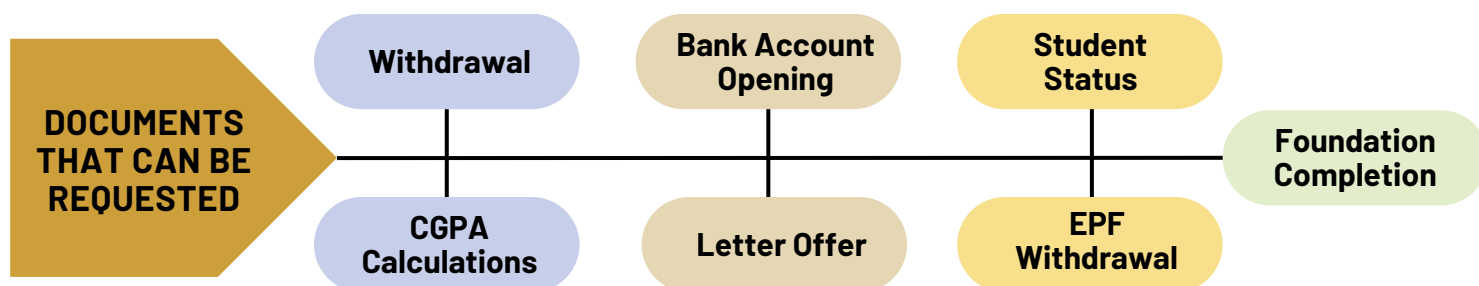 DOCUMENTS
THAT CAN BE
REQUESTED
Withdrawal
Bank Account
Opening
Student
Status
CGPA
Calculations
Letter Offer
EPF
Withdrawal
Foundation
Completion